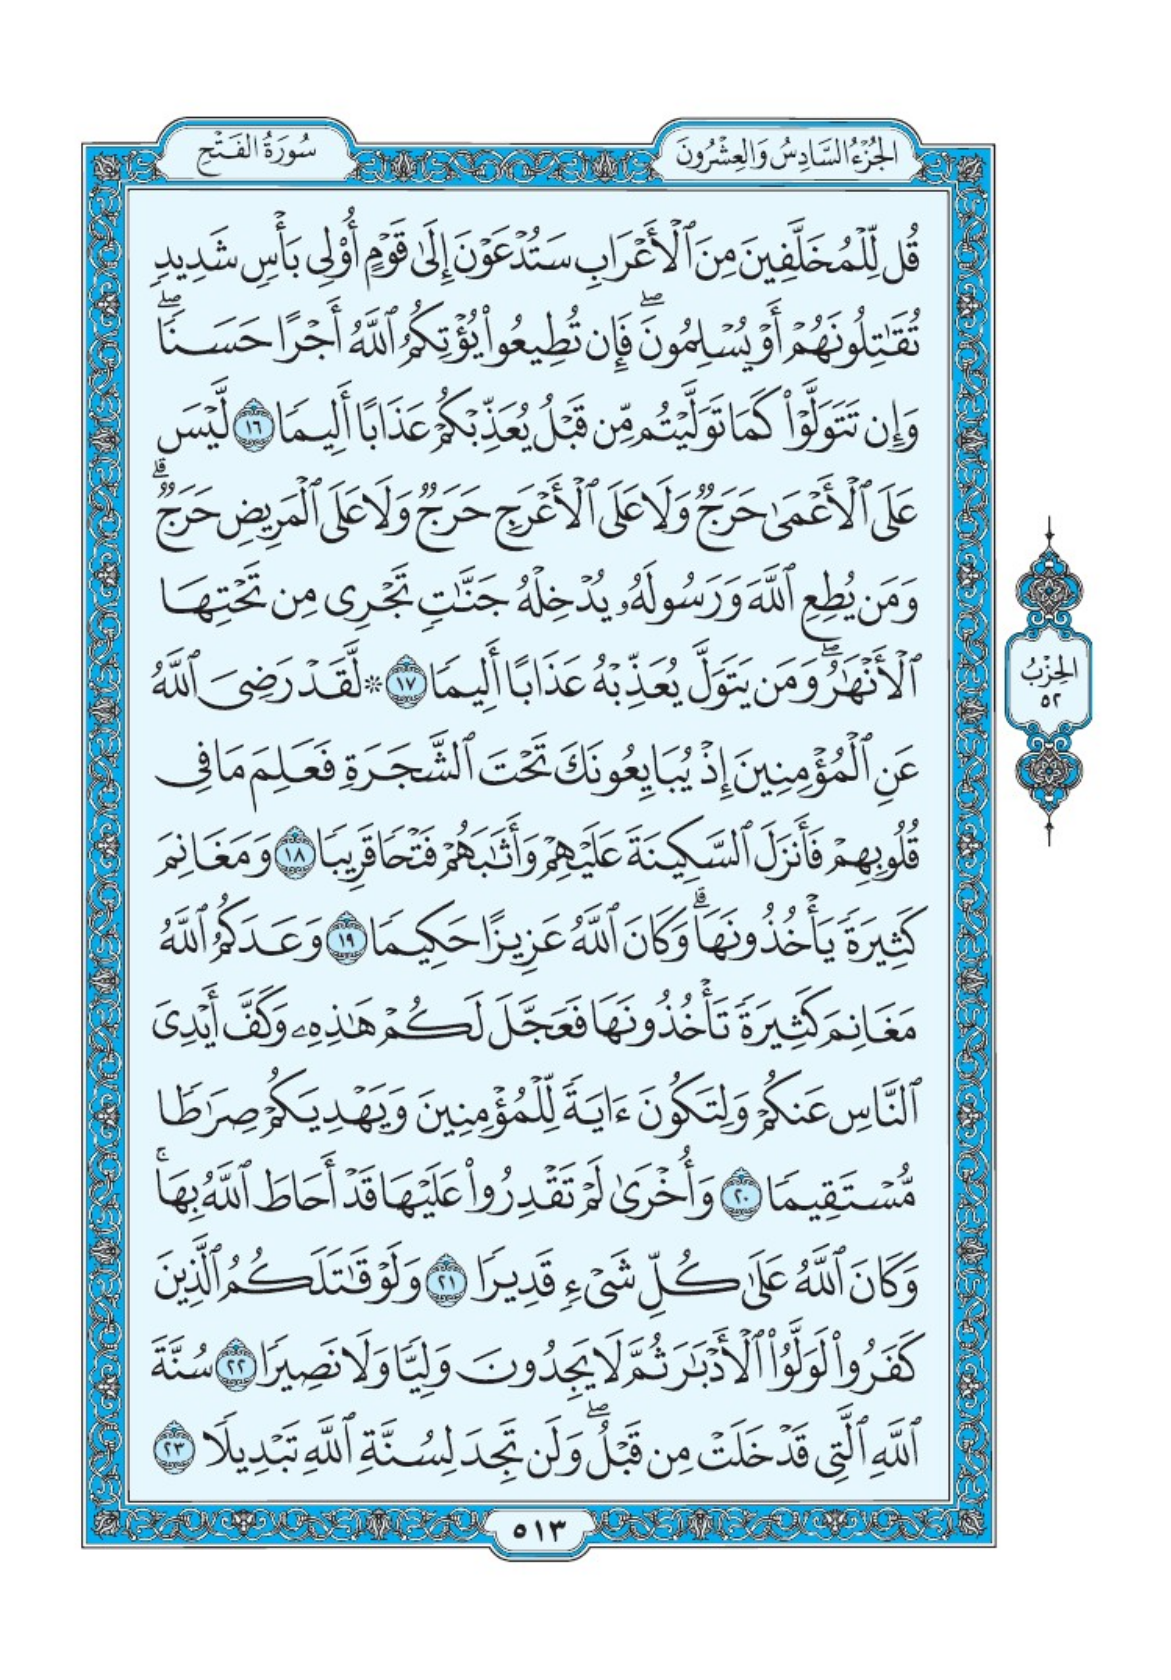 الجُزْءُ السَّادِسُ وَالعِشْرُونَ
سُورَةُ الفَتْحِ
قُل لِّلْمُخَلَّفِينَ مِنَ ٱلْأَعْرَابِ سَتُدْعَوْنَ إِلَىٰ قَوْمٍ أُوْلِى بَأْسٍ شَدِيدٍ
تُقَٰتِلُونَهُمْ أَوْ يُسْلِمُونَۖ فَإِن تُطِيعُواْ يُؤْتِكُمُ ٱللَّهُ أَجْرًا حَسَنًاۖ
وَإِن تَتَوَلَّوْاْ كَمَا تَوَلَّيْتُم مِّن قَبْلُ يُعَذِّبْكُمْ عَذَابًا أَلِيمًا ١٦ لَّيْسَ
عَلَى ٱلْأَعْمَىٰ حَرَجٌ وَلَا عَلَى ٱلْأَعْرَجِ حَرَجٌ وَلَا عَلَى ٱلْمَرِيضِ حَرَجٌۗ
وَمَن يُطِعِ ٱللَّهَ وَرَسُولَهُۥ يُدْخِلْهُ جَنَّٰتٍ تَجْرِى مِن تَحْتِهَا
ٱلْأَنْهَٰرُۖ وَمَن يَتَوَلَّ يُعَذِّبْهُ عَذَابًا أَلِيمًا ١٧ ۞ لَّقَدْ رَضِىَ ٱللَّهُ
عَنِ ٱلْمُؤْمِنِينَ إِذْ يُبَايِعُونَكَ تَحْتَ ٱلشَّجَرَةِ فَعَلِمَ مَا فِى
قُلُوبِهِمْ فَأَنزَلَ ٱلسَّكِينَةَ عَلَيْهِمْ وَأَثَٰبَهُمْ فَتْحًا قَرِيبًا ١٨ وَمَغَانِمَ
كَثِيرَةً يَأْخُذُونَهَاۗ وَكَانَ ٱللَّهُ عَزِيزًا حَكِيمًا ١٩ وَعَدَكُمُ ٱللَّهُ
مَغَانِمَ كَثِيرَةً تَأْخُذُونَهَا فَعَجَّلَ لَكُمْ هَٰذِهِۦ وَكَفَّ أَيْدِىَ
ٱلنَّاسِ عَنكُمْ وَلِتَكُونَ ءَايَةً لِّلْمُؤْمِنِينَ وَيَهْدِيَكُمْ صِرَٰطًا
مُّسْتَقِيمًا ٢٠ وَأُخْرَىٰ لَمْ تَقْدِرُواْ عَلَيْهَا قَدْ أَحَاطَ ٱللَّهُ بِهَاۚ
وَكَانَ ٱللَّهُ عَلَىٰ كُلِّ شَىْءٍ قَدِيرًا ٢١ وَلَوْ قَٰتَلَكُمُ ٱلَّذِينَ
كَفَرُواْ لَوَلَّوُاْ ٱلْأَدْبَٰرَ ثُمَّ لَا يَجِدُونَ وَلِيًّا وَلَا نَصِيرًا ٢٢ سُنَّةَ
ٱللَّهِ ٱلَّتِى قَدْ خَلَتْ مِن قَبْلُۖ وَلَن تَجِدَ لِسُنَّةِ ٱللَّهِ تَبْدِيلًا ٢٣
الحِزْبُ
٥٢
٥١٣